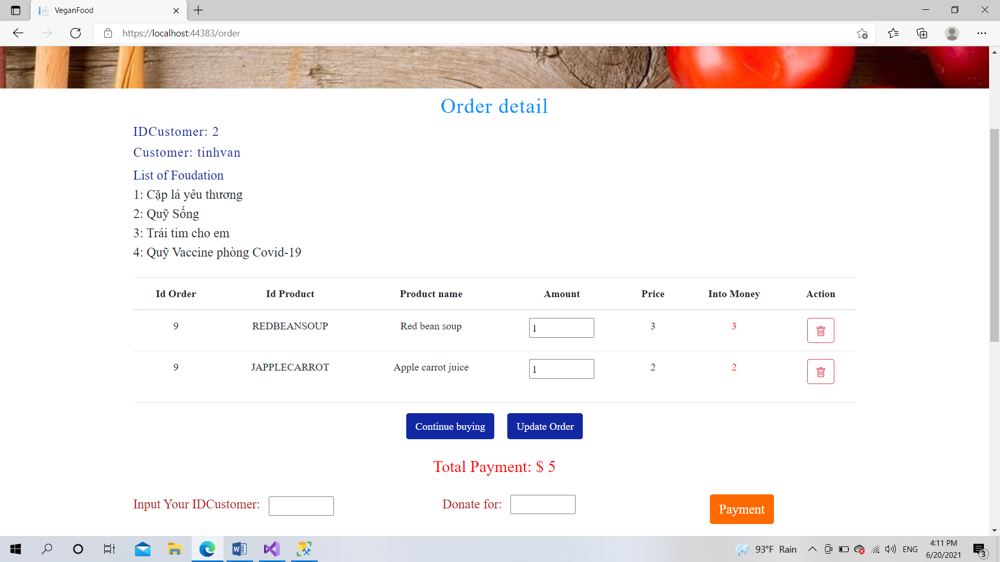 VeganFood
https://localhost:44383/order
Order detail
IDCustomer: 2
Customer: tinhvan
List of Foudation
1: Cặp lá yêu thương
2: Quỹ Sống
3: Trái tim cho em
4: Quỹ Vaccine phòng Covid-19
Id Order Id Product Product name Amount Price Into Money Action
9 REDBEANSOUP Red bean soup 1 3 3
9 JAPPLECARROT Apple carrot juice 1 2 2
Continue buying Update Order
Total Payment: $ 5
Input Your IDCustomer: Donate for: Payment
93°F Rain ENG 4:11 PM
6/20/2021 3